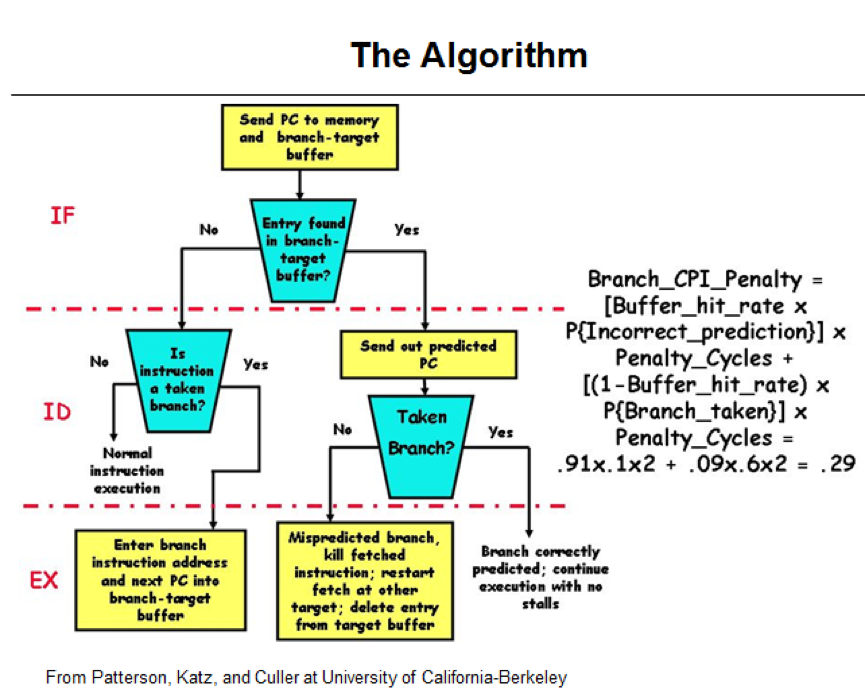 The Algorithm
Send PC to memory
and branch-target
buffer
IF
No
Entry found
in branch-
target
buffer?
Yes
No
Is
instruction
a taken
branch?
Yes
Send out predicted
PC
ID
Normal
instruction
execution
No
Taken
Branch?
Yes
EX
Enter branch
instruction address
and next PC into
branch-target
buffer
Mispredicted branch,
kill fetched
instruction; restart
fetch at other
target; delete entry
from target buffer
Branch correctly
predicted; continue
execution with no
stalls
Branch_CPI_Penalty =
[Buffer_hit_rate x
P{Incorrect_prediction}] x
Penalty_Cycles +
[(1-Buffer_hit_rate) x
P{Branch_taken}] x
Penalty_Cycles =
.91x.1x2 + .09x.6x2 = .29
From Patterson, Katz, and Culler at University of California-Berkeley